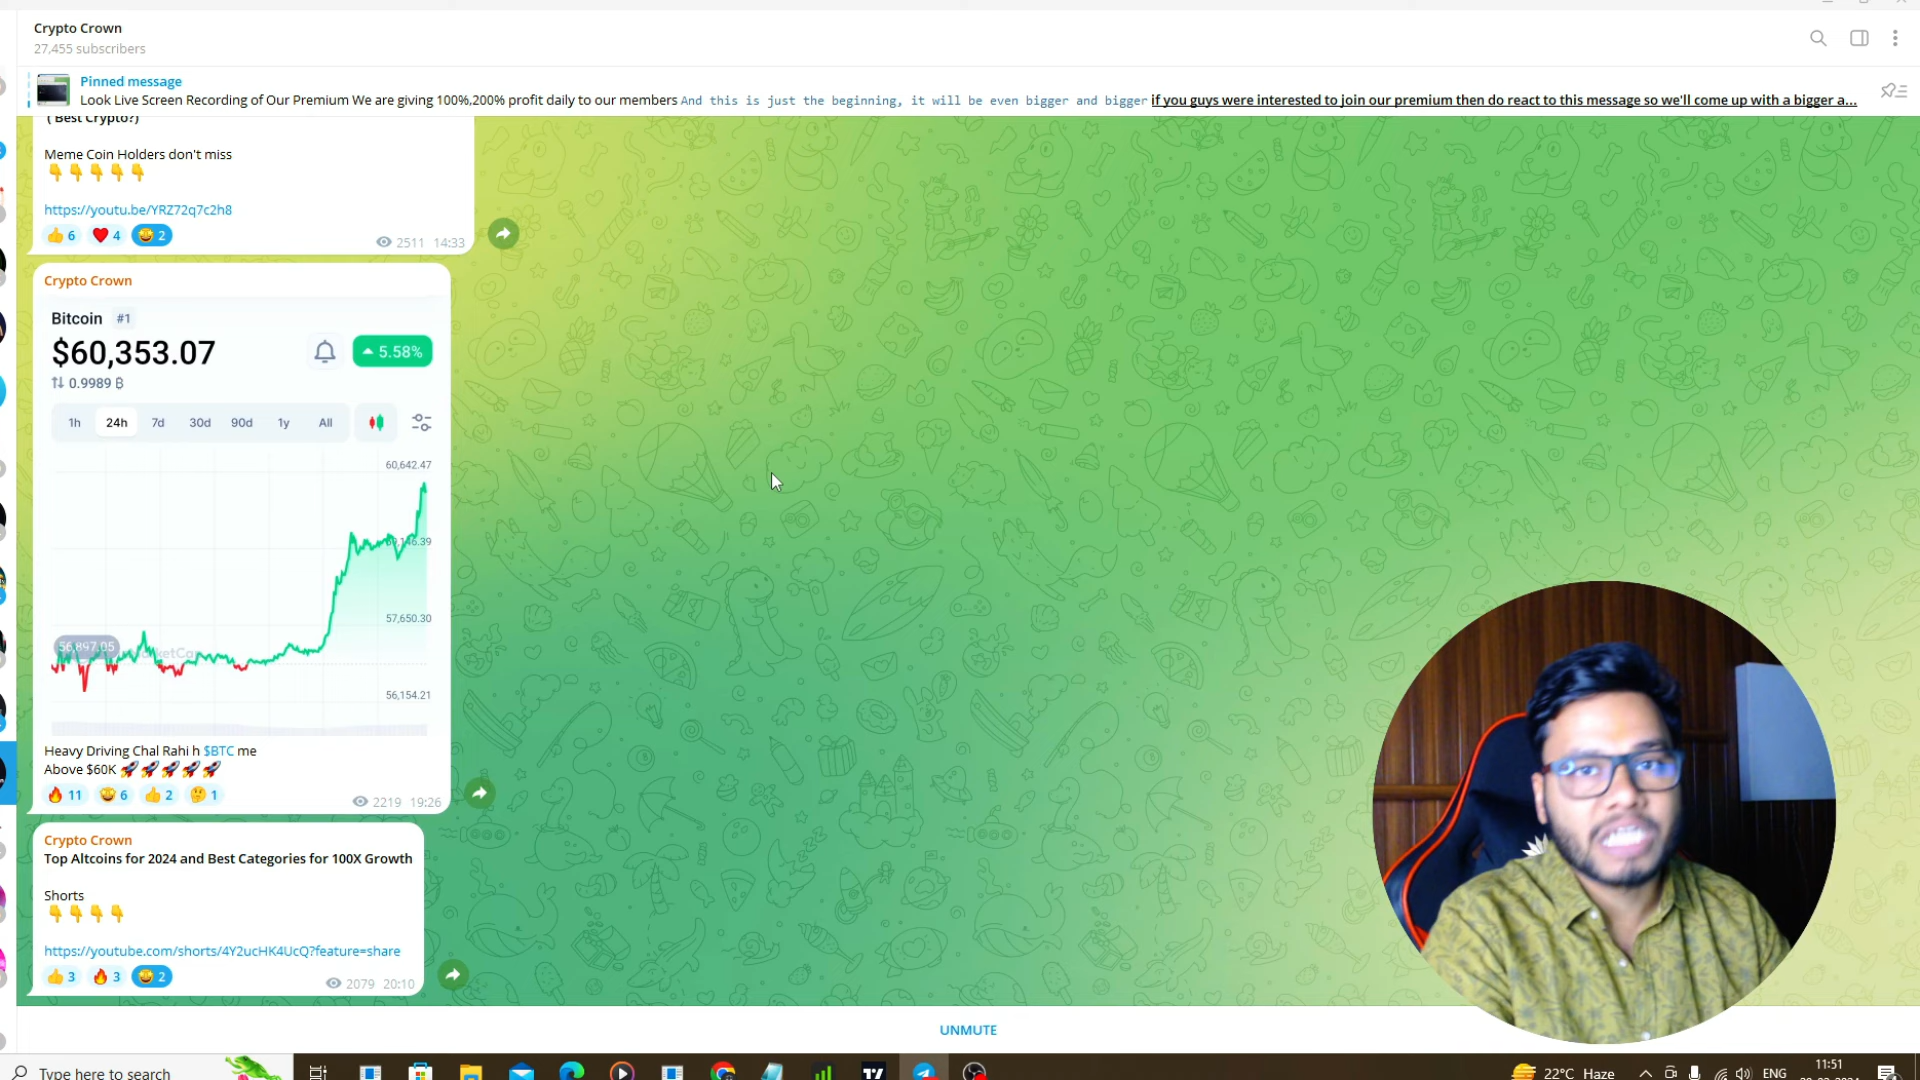 Crypto Crown
27,455 subscribers
Pinned message
Look Live Screen Recording of Our Premium We are giving 100%,200% profit daily to our members And this is just the beginning, it will be even bigger and bigger if you guys were interested to join our premium then do react to this message so we'll come up with a bigger a...
( Best Crypto?)
Meme Coin Holders don't miss
👇👇👇👇👇
https://youtu.be/YRZ72q7c2h8
👍 6 ❤️ 4 🤩 2
2511 14:33
Crypto Crown
Bitcoin #1
$60,353.07
5.58%
0.9989 ₿
1h 24h 7d 30d 90d 1y All
60,642.47
59,146.39
57,650.30
56,897.05
56,154.21
Heavy Driving Chal Rahi h $BTC me
Above $60K 🚀🚀🚀🚀🚀
🔥 11 6 👍 2 🤔 1
2219 19:26
Crypto Crown
Top Altcoins for 2024 and Best Categories for 100X Growth
Shorts
👇👇👇👇
https://youtube.com/shorts/4Y2ucHK4UcQ?feature=share
👍 3 🔥 3 🤩 2
2079 20:10
UNMUTE
Type here to search
22°C Haze
ENG
11:51